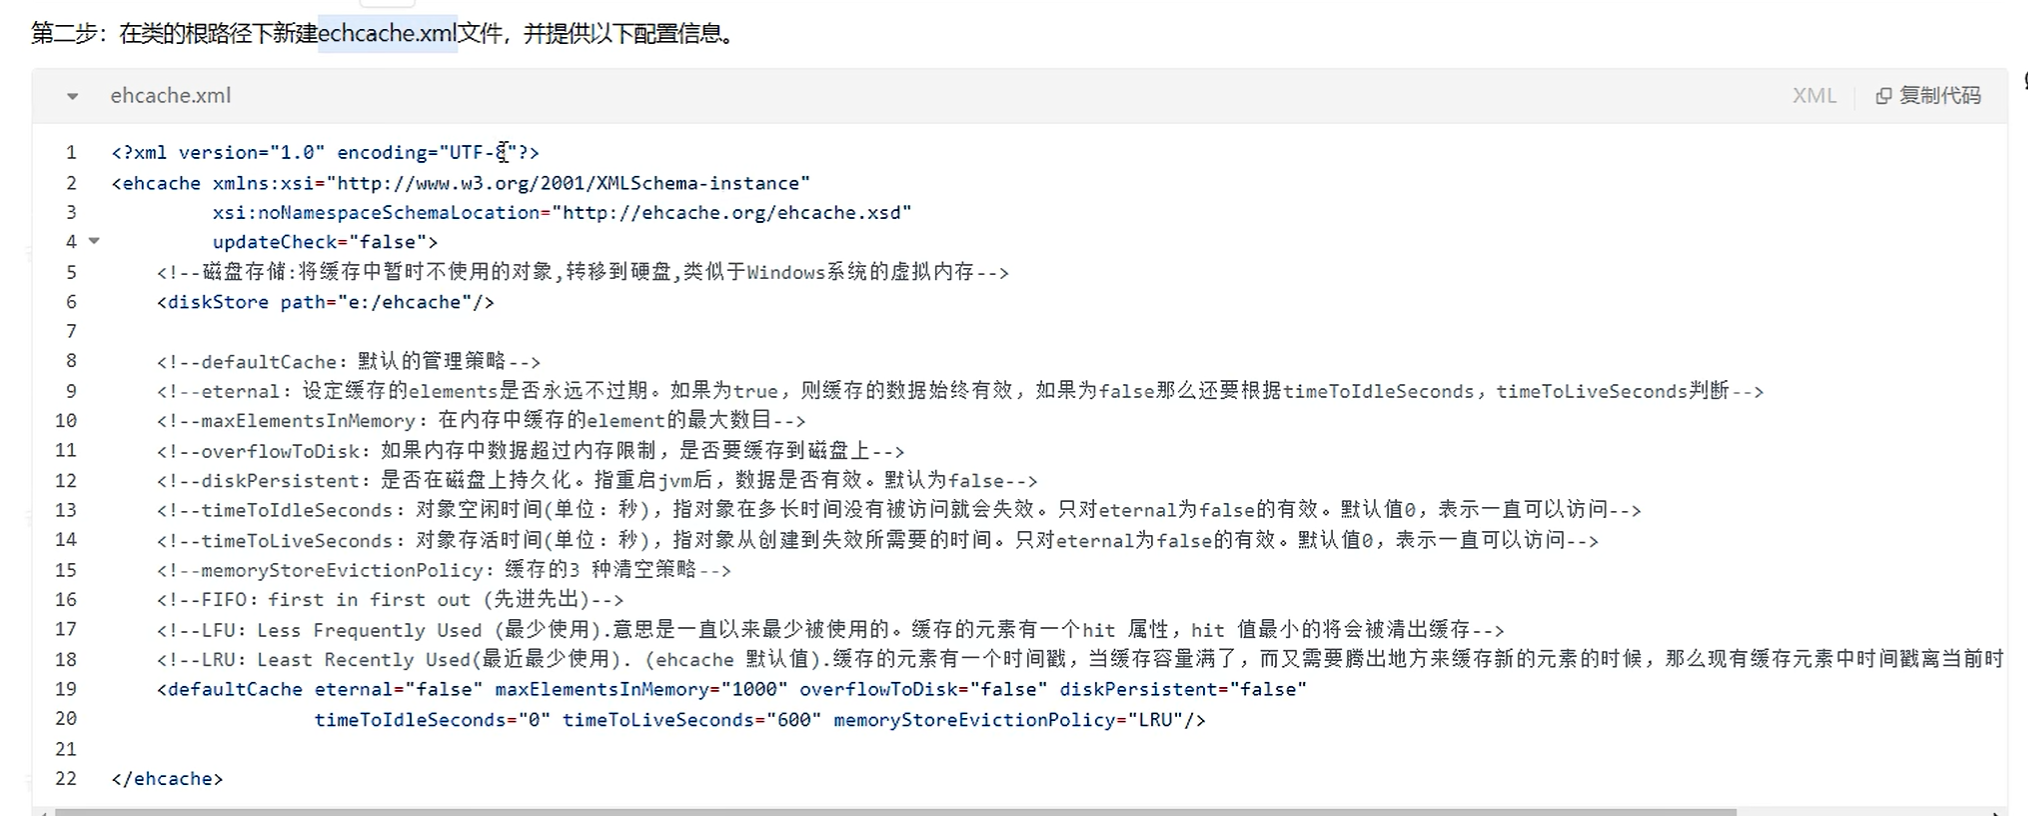 第二步：在类的根路径下新建echcache.xml文件，并提供以下配置信息。
ehcache.xml
XML
复制代码
1 <?xml version="1.0" encoding="UTF-8"?>
2 <ehcache xmlns:xsi="http://www.w3.org/2001/XMLSchema-instance"
3 xsi:noNamespaceSchemaLocation="http://ehcache.org/ehcache.xsd"
4 updateCheck="false">
5 <!--磁盘存储:将缓存中暂时不使用的对象,转移到硬盘,类似于Windows系统的虚拟内存-->
6 <diskStore path="e:/ehcache"/>
7
8 <!--defaultCache：默认的管理策略-->
9 <!--eternal：设定缓存的elements是否永远不过期。如果为true，则缓存的数据始终有效，如果为false那么还要根据timeToIdleSeconds，timeToLiveSeconds判断-->
10 <!--maxElementsInMemory：在内存中缓存的element的最大数目-->
11 <!--overflowToDisk：如果内存中数据超过内存限制，是否要缓存到磁盘上-->
12 <!--diskPersistent：是否在磁盘上持久化。指重启jvm后，数据是否有效。默认为false-->
13 <!--timeToIdleSeconds：对象空闲时间(单位：秒)，指对象在多长时间没有被访问就会失效。只对eternal为false的有效。默认值0，表示一直可以访问-->
14 <!--timeToLiveSeconds：对象存活时间(单位：秒)，指对象从创建到失效所需要的时间。只对eternal为false的有效。默认值0，表示一直可以访问-->
15 <!--memoryStoreEvictionPolicy：缓存的3 种清空策略-->
16 <!--FIFO：first in first out (先进先出)-->
17 <!--LFU：Less Frequently Used (最少使用).意思是一直以来最少被使用的。缓存的元素有一个hit 属性，hit 值最小的将会被清出缓存-->
18 <!--LRU：Least Recently Used(最近最少使用). (ehcache 默认值).缓存的元素有一个时间戳，当缓存容量满了，而又需要腾出地方来缓存新的元素的时候，那么现有缓存元素中时间戳离当前时
19 <defaultCache eternal="false" maxElementsInMemory="1000" overflowToDisk="false" diskPersistent="false"
20 timeToIdleSeconds="0" timeToLiveSeconds="600" memoryStoreEvictionPolicy="LRU"/>
21
22 </ehcache>